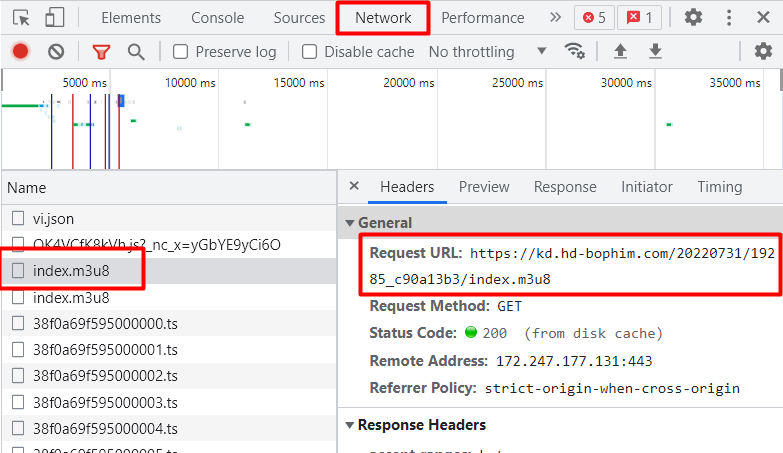 Elements Console Sources Network Performance » 5 1
Preserve log Disable cache No throttling
5000 ms 10000 ms 15000 ms 20000 ms 25000 ms 30000 ms 35000 ms
Name
vi.json
QK4VCfK8kVh.js?_nc_x=yGbYE9yCi6O
index.m3u8
index.m3u8
38f0a69f595000000.ts
38f0a69f595000001.ts
38f0a69f595000002.ts
38f0a69f595000003.ts
38f0a69f595000004.ts
× Headers Preview Response Initiator Timing
General
Request URL: https://kd.hd-bophim.com/20220731/192
85_c90a13b3/index.m3u8
Request Method: GET
Status Code: 200 (from disk cache)
Remote Address: 172.247.177.131:443
Referrer Policy: strict-origin-when-cross-origin
Response Headers